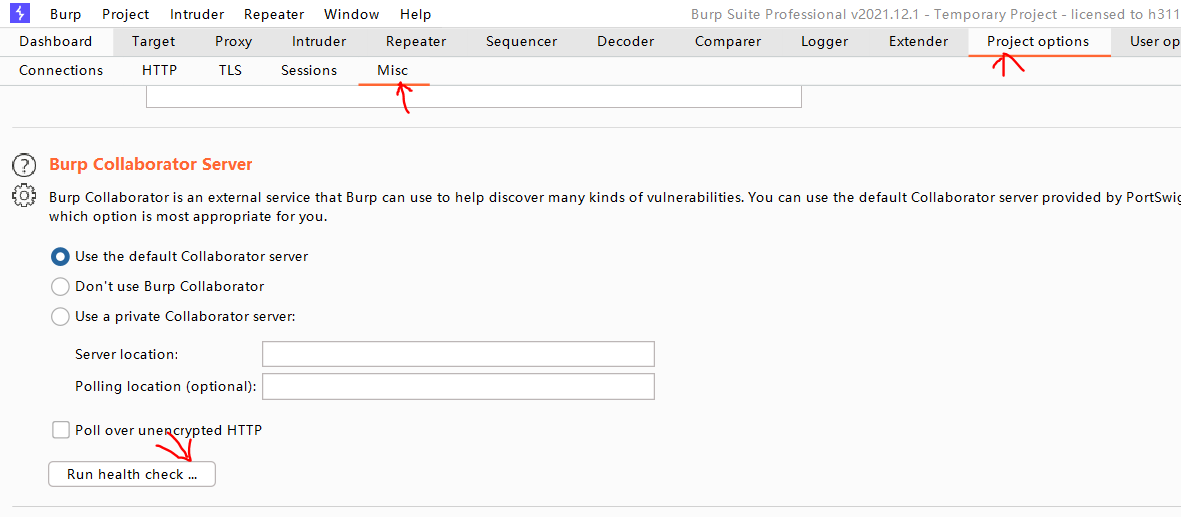 Burp Project Intruder Repeater Window Help Burp Suite Professional v2021.12.1 - Temporary Project - licensed to h311
Dashboard Target Proxy Intruder Repeater Sequencer Decoder Comparer Logger Extender Project options User op
Connections HTTP TLS Sessions Misc
? Burp Collaborator Server
Burp Collaborator is an external service that Burp can use to help discover many kinds of vulnerabilities. You can use the default Collaborator server provided by PortSwig
which option is most appropriate for you.
Use the default Collaborator server
Don't use Burp Collaborator
Use a private Collaborator server:
Server location:
Polling location (optional):
Poll over unencrypted HTTP
Run health check ...